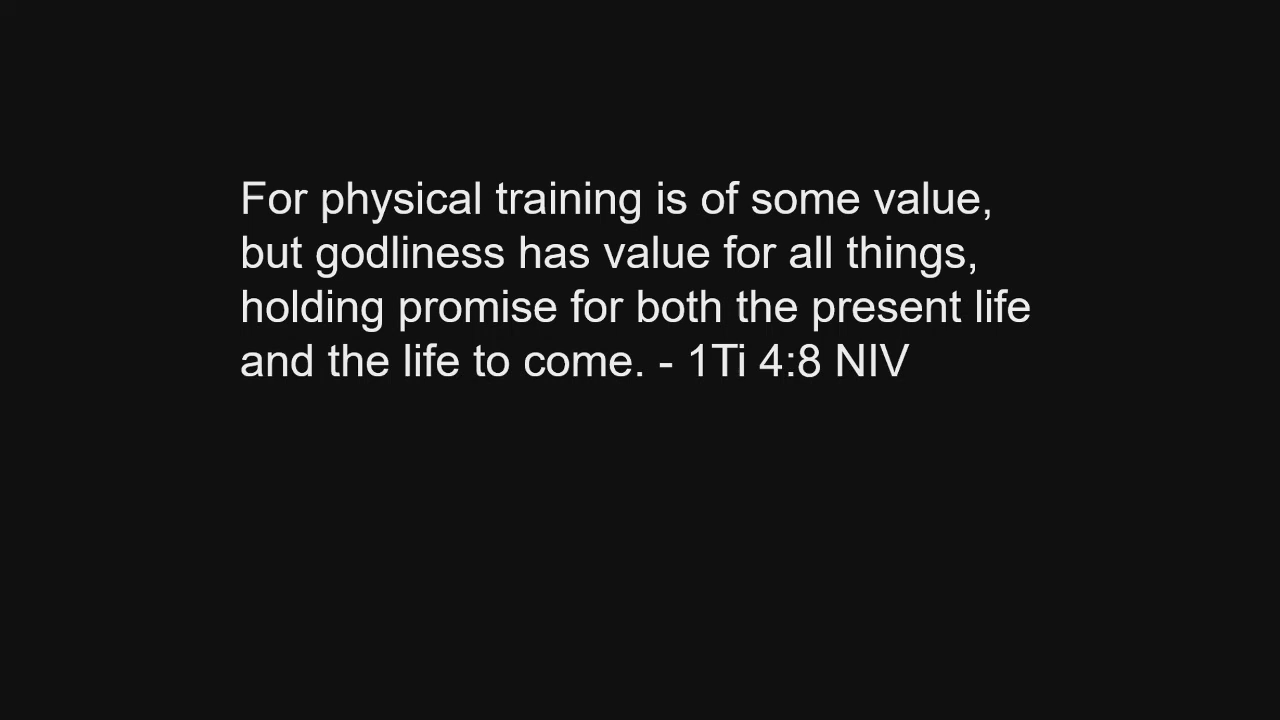 For physical training is of some value,
but godliness has value for all things,
holding promise for both the present life
and the life to come. - 1Ti 4:8 NIV